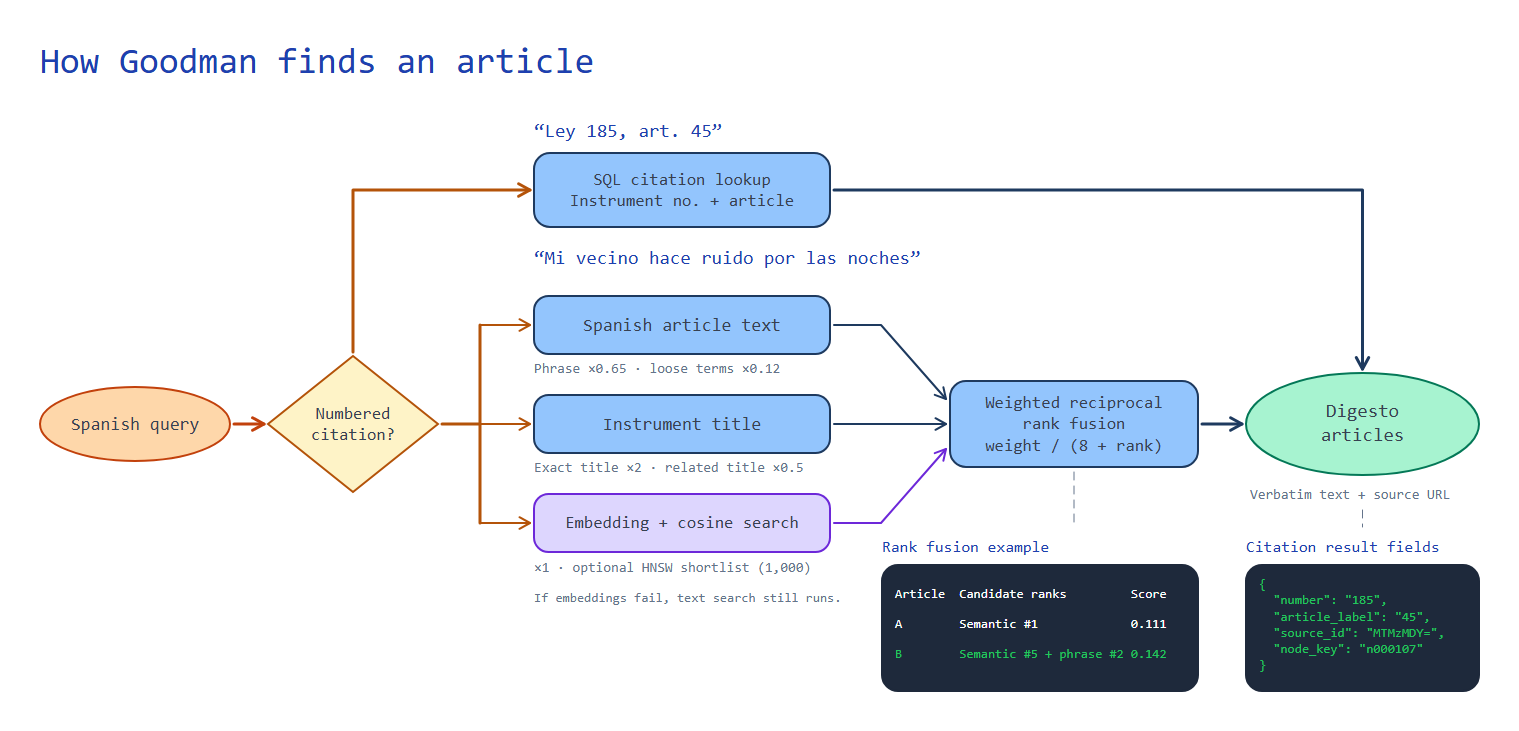 How Goodman finds an article
“Ley 185, art. 45”
SQL citation lookup
Instrument no. + article
“Mi vecino hace ruido por las noches”
Spanish query
Numbered
citation?
Spanish article text
Phrase ×0.65 · loose terms ×0.12
Instrument title
Exact title ×2 · related title ×0.5
Embedding + cosine search
×1 · optional HNSW shortlist (1,000)
If embeddings fail, text search still runs.
Weighted reciprocal
rank fusion
weight / (8 + rank)
Digesto
articles
Verbatim text + source URL
Rank fusion example
Article Candidate ranks Score
A Semantic #1 0.111
B Semantic #5 + phrase #2 0.142
Citation result fields
{
"number": "185",
"article_label": "45",
"source_id": "MTMzMDY=",
"node_key": "n000107"
}